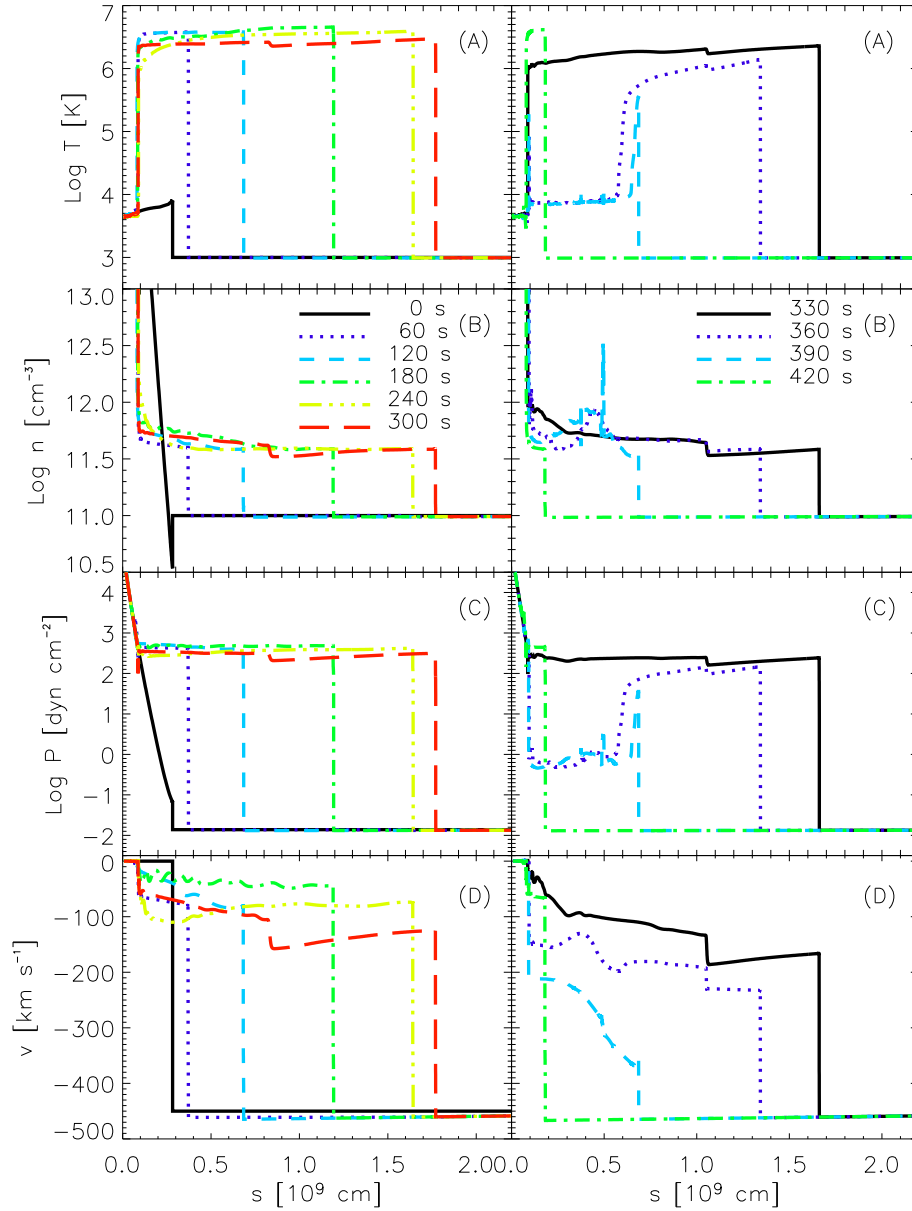 7
6
5
4
3
Log T [K]
(A)
(A)
13.0
12.5
12.0
11.5
11.0
10.5
Log n [cm⁻³]
0 s
60 s
120 s
180 s
240 s
300 s
(B)
330 s
360 s
390 s
420 s
(B)
4
3
2
1
0
-1
-2
Log P [dyn cm⁻²]
(C)
(C)
0
-100
-200
-300
-400
-500
v [km s⁻¹]
(D)
(D)
0.0 0.5 1.0 1.5 2.0
0.0 0.5 1.0 1.5 2.0
s [10⁹ cm]
s [10⁹ cm]